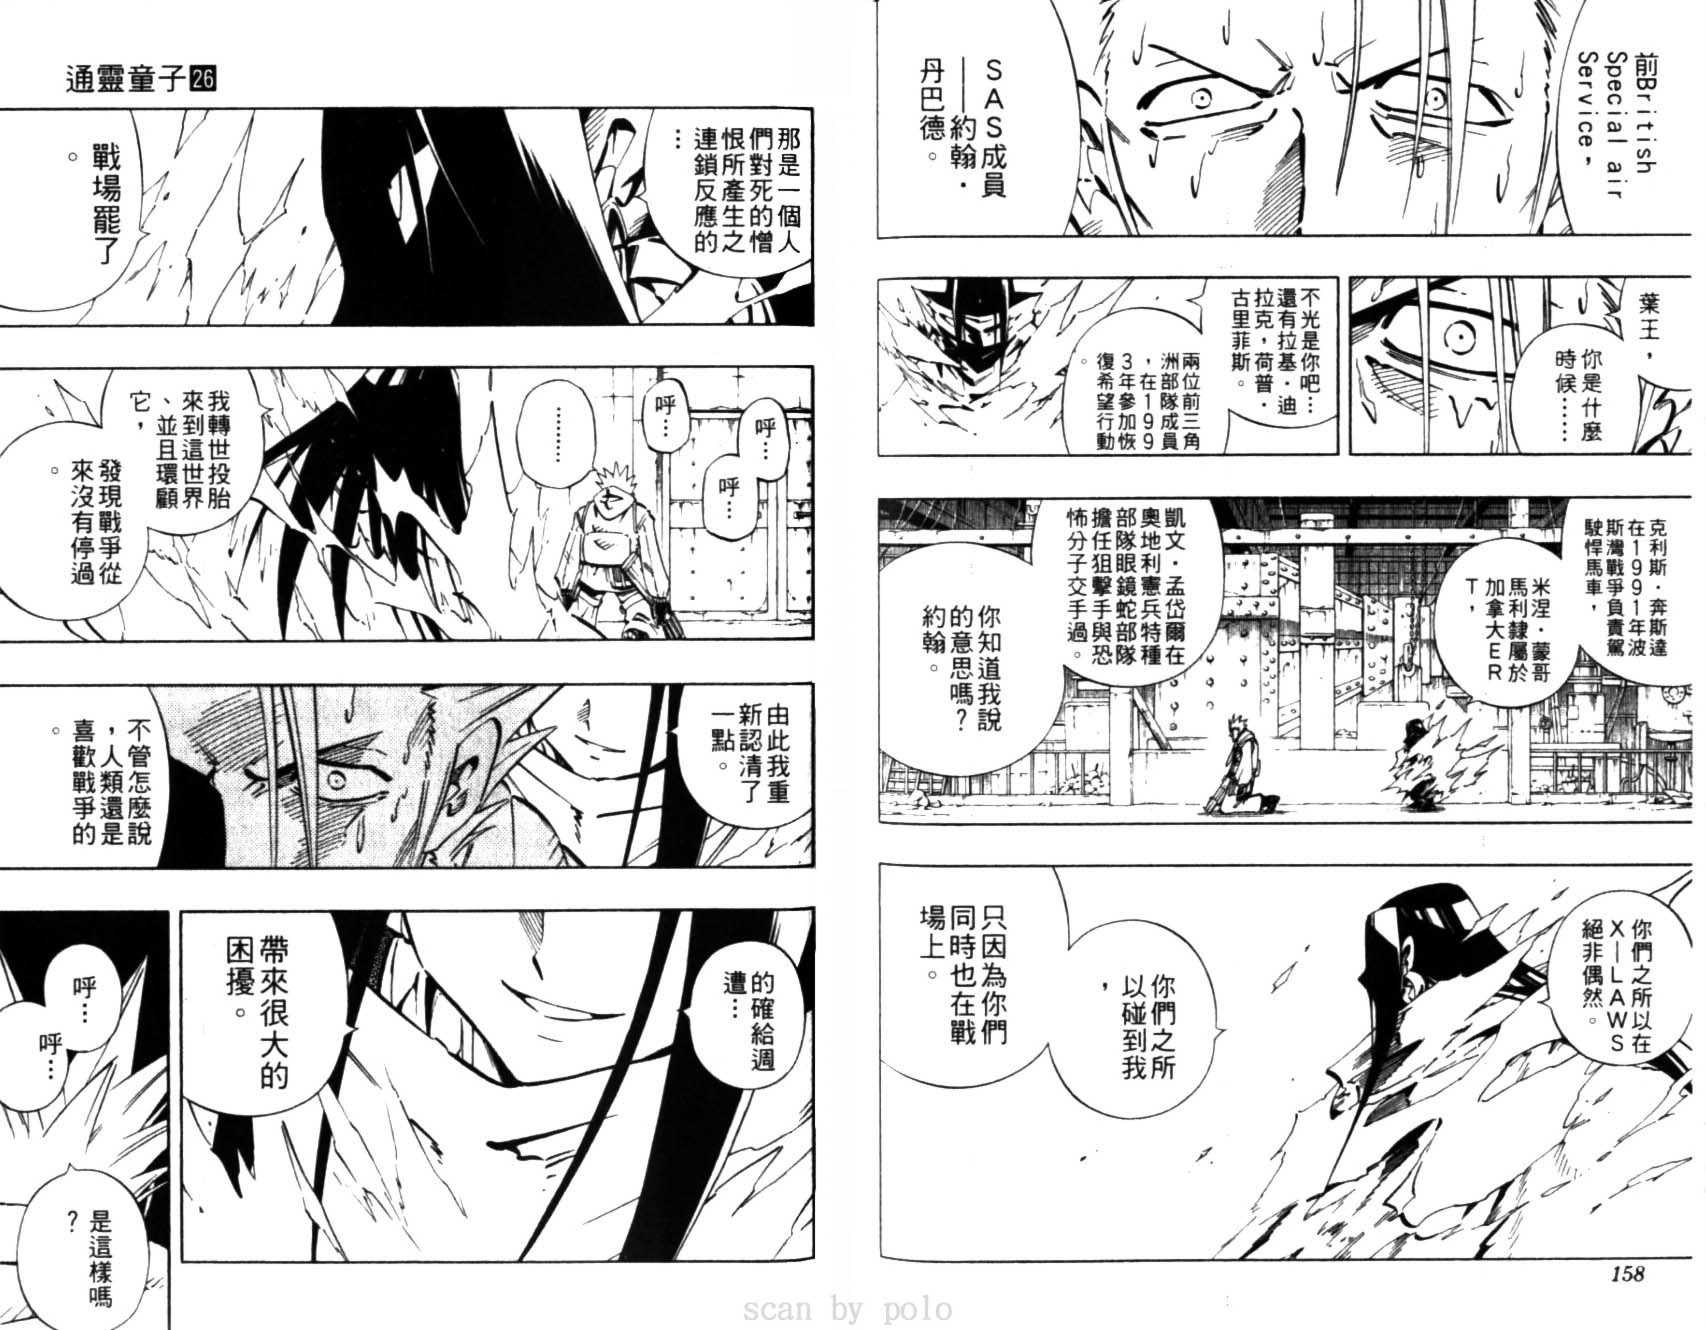 前British
Special air
Service，
SAS成員
——約翰·
丹巴德。
葉王，
你是什麼
時候……
不光是你吧…
還有拉基·迪
拉克，荷普·
古里菲斯。
兩位前三角
洲部隊成員
，在199
3年參加恢
復希望行動
。
克利斯·奔斯達
在1991年波
斯灣戰爭負責駕
駛悍馬車，
米涅·蒙哥
馬利隸屬於
加拿大ER
T，
凱文·孟岱爾在
奧地利憲兵特種
部隊眼鏡蛇部隊
擔任狙擊手與恐
怖分子交手過。
你知道我說
的意思嗎？
約翰。
你們之所以在
X—LAWS
絕非偶然。
你們之所
以碰到我
，
只因為你們
同時也在戰
場上。
158
通靈童子26
那是一個人
們對死的憎
恨所產生之
連鎖反應的
…
戰場罷了
。
呼…
呼…
呼…
………
我轉世投胎
來到這世界
、並且環顧
它，
發現戰爭從
來沒有停過
。
由此我重
新認清了
一點。
不管怎麼說
，人類還是
喜歡戰爭的
。
的確給週
遭…
帶來很大的
困擾。
呼…
呼…
是這樣嗎
？
scan by polo